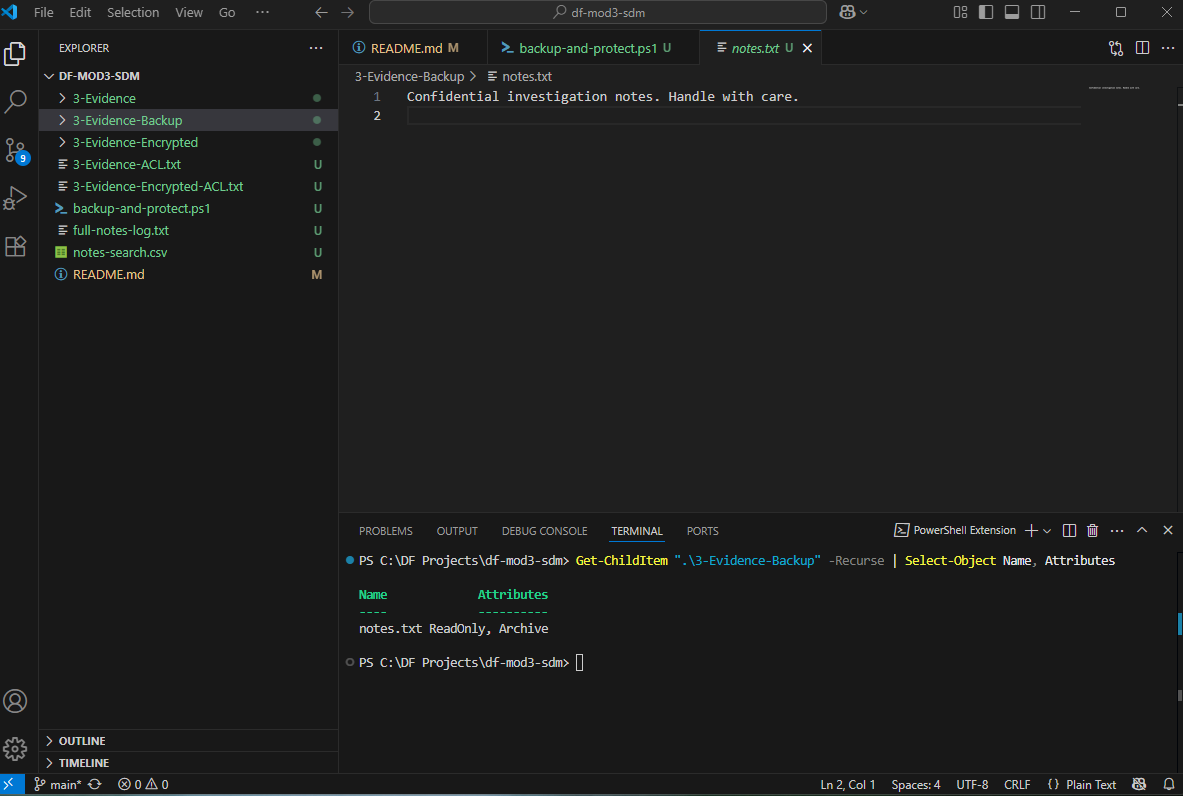 File Edit Selection View Go ··· df-mod3-sdm
EXPLORER ···
DF-MOD3-SDM
3-Evidence
3-Evidence-Backup
3-Evidence-Encrypted
3-Evidence-ACL.txt U
3-Evidence-Encrypted-ACL.txt U
backup-and-protect.ps1 U
full-notes-log.txt U
notes-search.csv U
README.md M
9
OUTLINE
TIMELINE
README.md M backup-and-protect.ps1 U notes.txt U
3-Evidence-Backup > notes.txt
1 Confidential investigation notes. Handle with care.
2
PROBLEMS OUTPUT DEBUG CONSOLE TERMINAL PORTS PowerShell Extension
PS C:\DF Projects\df-mod3-sdm> Get-ChildItem ".\3-Evidence-Backup" -Recurse | Select-Object Name, Attributes
Name Attributes
---- ----------
notes.txt ReadOnly, Archive
PS C:\DF Projects\df-mod3-sdm>
main* 0 0 Ln 2, Col 1 Spaces: 4 UTF-8 CRLF {} Plain Text